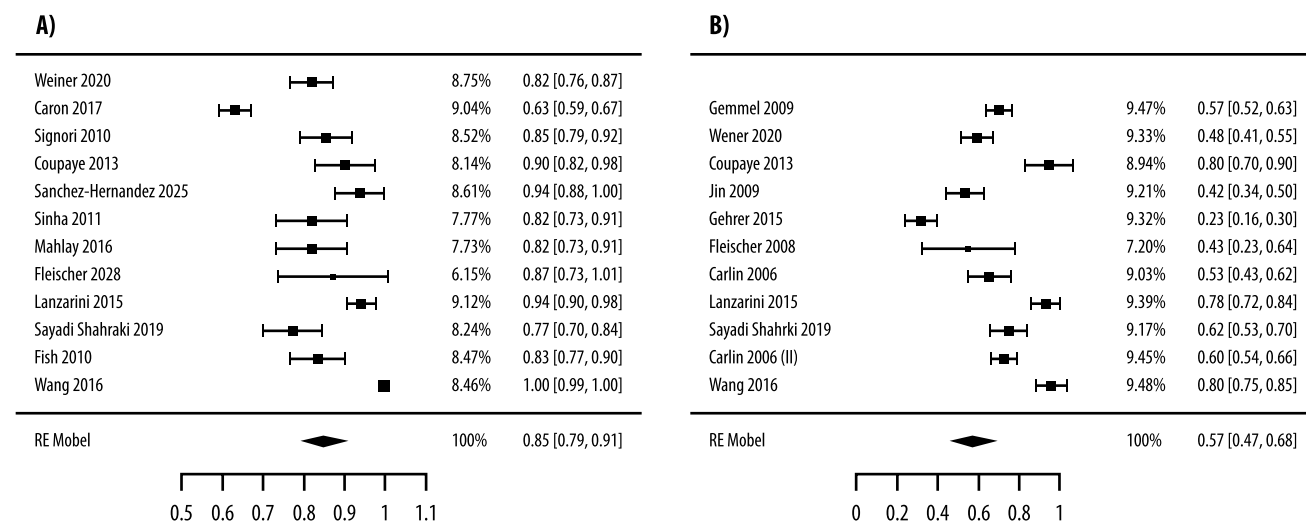 A)
Weiner 2020 8.75% 0.82 [0.76, 0.87]
Caron 2017 9.04% 0.63 [0.59, 0.67]
Signori 2010 8.52% 0.85 [0.79, 0.92]
Coupaye 2013 8.14% 0.90 [0.82, 0.98]
Sanchez-Hernandez 2025 8.61% 0.94 [0.88, 1.00]
Sinha 2011 7.77% 0.82 [0.73, 0.91]
Mahlay 2016 7.73% 0.82 [0.73, 0.91]
Fleischer 2028 6.15% 0.87 [0.73, 1.01]
Lanzarini 2015 9.12% 0.94 [0.90, 0.98]
Sayadi Shahraki 2019 8.24% 0.77 [0.70, 0.84]
Fish 2010 8.47% 0.83 [0.77, 0.90]
Wang 2016 8.46% 1.00 [0.99, 1.00]
RE Mobel 100% 0.85 [0.79, 0.91]
0.5 0.6 0.7 0.8 0.9 1 1.1
B)
Gemmel 2009 9.47% 0.57 [0.52, 0.63]
Wener 2020 9.33% 0.48 [0.41, 0.55]
Coupaye 2013 8.94% 0.80 [0.70, 0.90]
Jin 2009 9.21% 0.42 [0.34, 0.50]
Gehrer 2015 9.32% 0.23 [0.16, 0.30]
Fleischer 2008 7.20% 0.43 [0.23, 0.64]
Carlin 2006 9.03% 0.53 [0.43, 0.62]
Lanzarini 2015 9.39% 0.78 [0.72, 0.84]
Sayadi Shahrki 2019 9.17% 0.62 [0.53, 0.70]
Carlin 2006 (II) 9.45% 0.60 [0.54, 0.66]
Wang 2016 9.48% 0.80 [0.75, 0.85]
RE Mobel 100% 0.57 [0.47, 0.68]
0 0.2 0.4 0.6 0.8 1